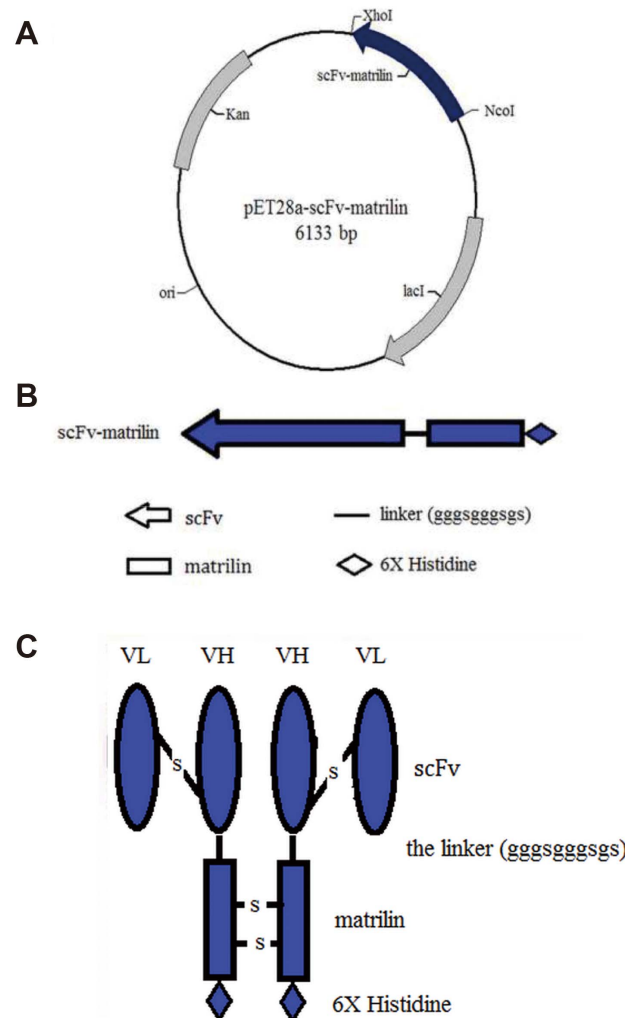 A
XhoI
scFv-matrilin
NcoI
Kan
pET28a-scFv-matrilin
6133 bp
ori
lacI
B
scFv-matrilin
scFv
linker (gggsgggsgs)
matrilin
6X Histidine
C
VL VH VH VL
S S
scFv
the linker (gggsgggsgs)
S
matrilin
S
6X Histidine